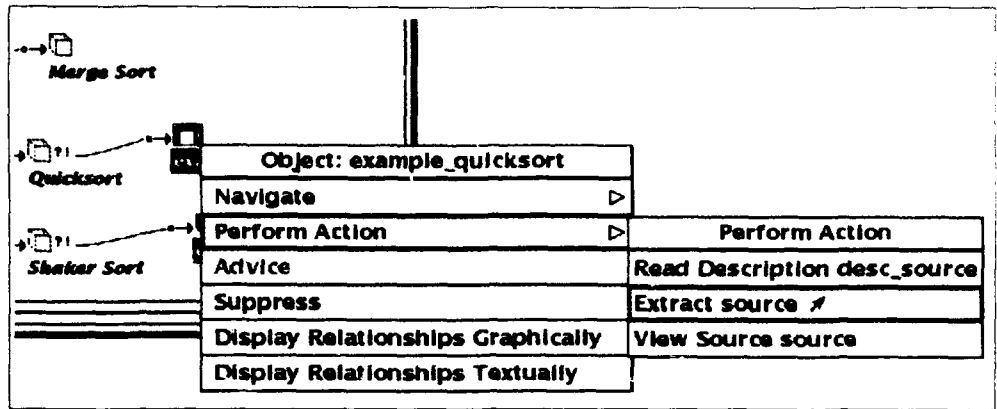 Merge Sort
?!
Quicksort
Object: example_quicksort
Navigate
Perform Action
Perform Action
?!
Shaker Sort
Advice
Read Description desc_source
Suppress
Extract source
Display Relationships Graphically
View Source source
Display Relationships Textually